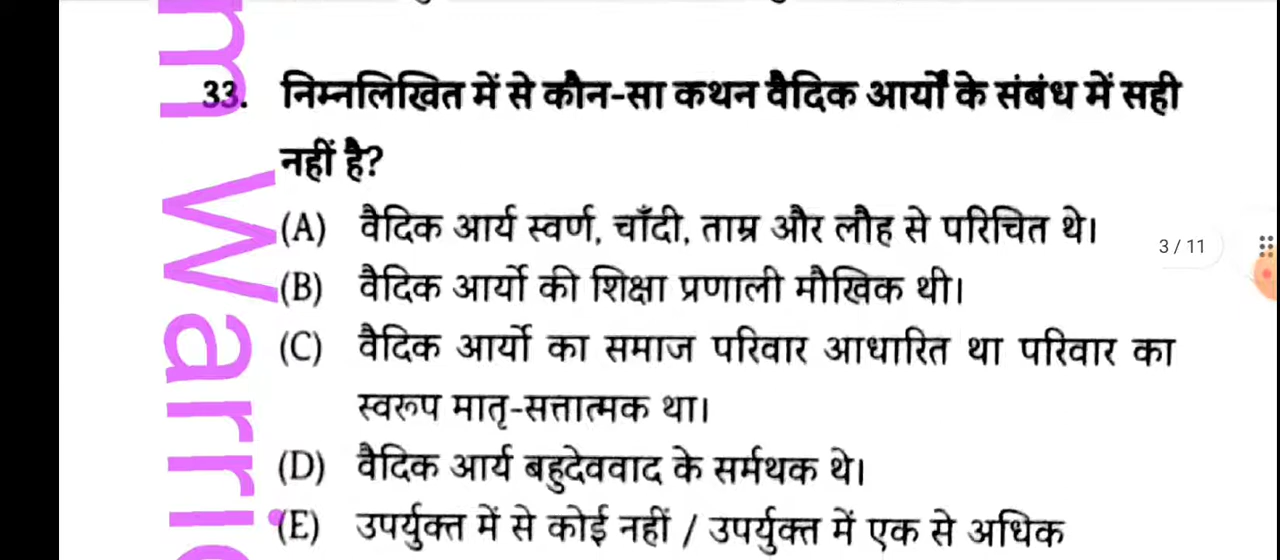 33. निम्नलिखित में से कौन-सा कथन वैदिक आर्यों के संबंध में सही
नहीं है?
(A) वैदिक आर्य स्वर्ण, चाँदी, ताम्र और लौह से परिचित थे।
3 / 11
(B) वैदिक आर्यो की शिक्षा प्रणाली मौखिक थी।
(C) वैदिक आर्यो का समाज परिवार आधारित था परिवार का
स्वरूप मातृ-सत्तात्मक था।
(D) वैदिक आर्य बहुदेववाद के सर्मथक थे।
(E) उपर्युक्त में से कोई नहीं / उपर्युक्त में एक से अधिक